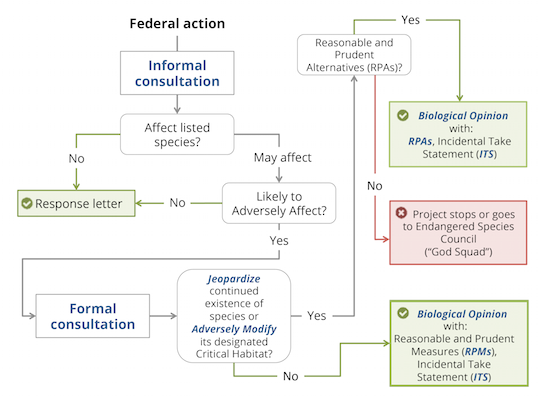 Federal action
Informal
consultation
Affect listed
species?
No
May affect
Response letter
No
Likely to
Adversely Affect?
Yes
Formal
consultation
Jeopardize
continued
existence of
species or
Adversely Modify
its designated
Critical Habitat?
Yes
No
Reasonable and
Prudent
Alternatives (RPAs)?
Yes
No
Biological Opinion
with:
RPAs, Incidental Take
Statement (ITS)
Project stops or goes
to Endangered Species
Council
(“God Squad”)
Biological Opinion
with:
Reasonable and Prudent
Measures (RPMs),
Incidental Take
Statement (ITS)